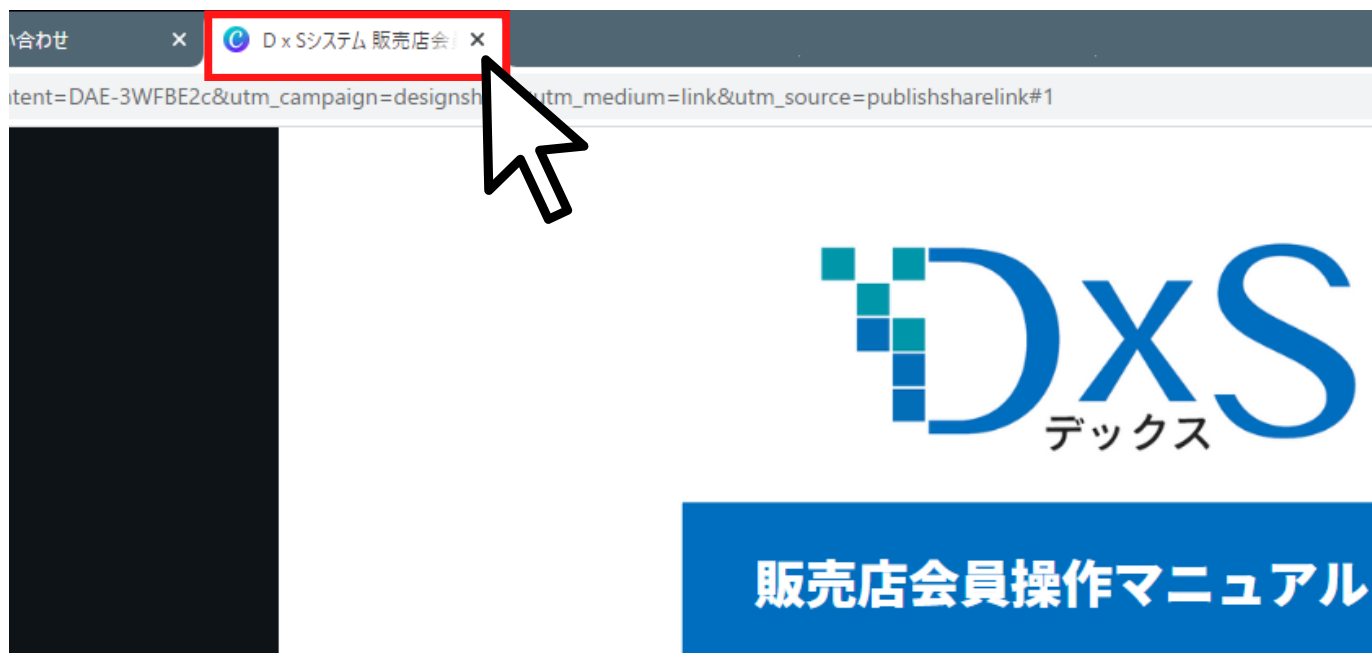 い合わせ × D x Sシステム 販売店会員 ×
ntent=DAE-3WFBE2c&utm_campaign=designsh utm_medium=link&utm_source=publishsharelink#1
DxS
デックス
販売店会員操作マニュアル